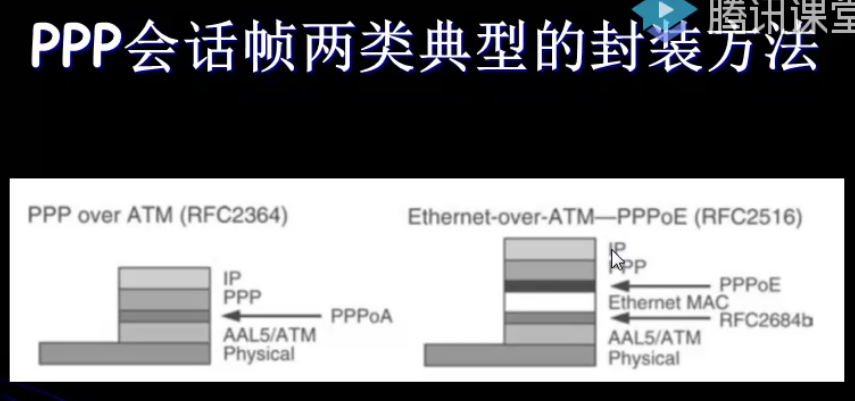 腾讯课堂
PPP会话帧两类典型的封装方法
PPP over ATM (RFC2364)
IP
PPP
PPPoA
AAL5/ATM
Physical
Ethernet-over-ATM—PPPoE (RFC2516)
IP
PPP
PPPoE
Ethernet MAC
RFC2684b
AAL5/ATM
Physical